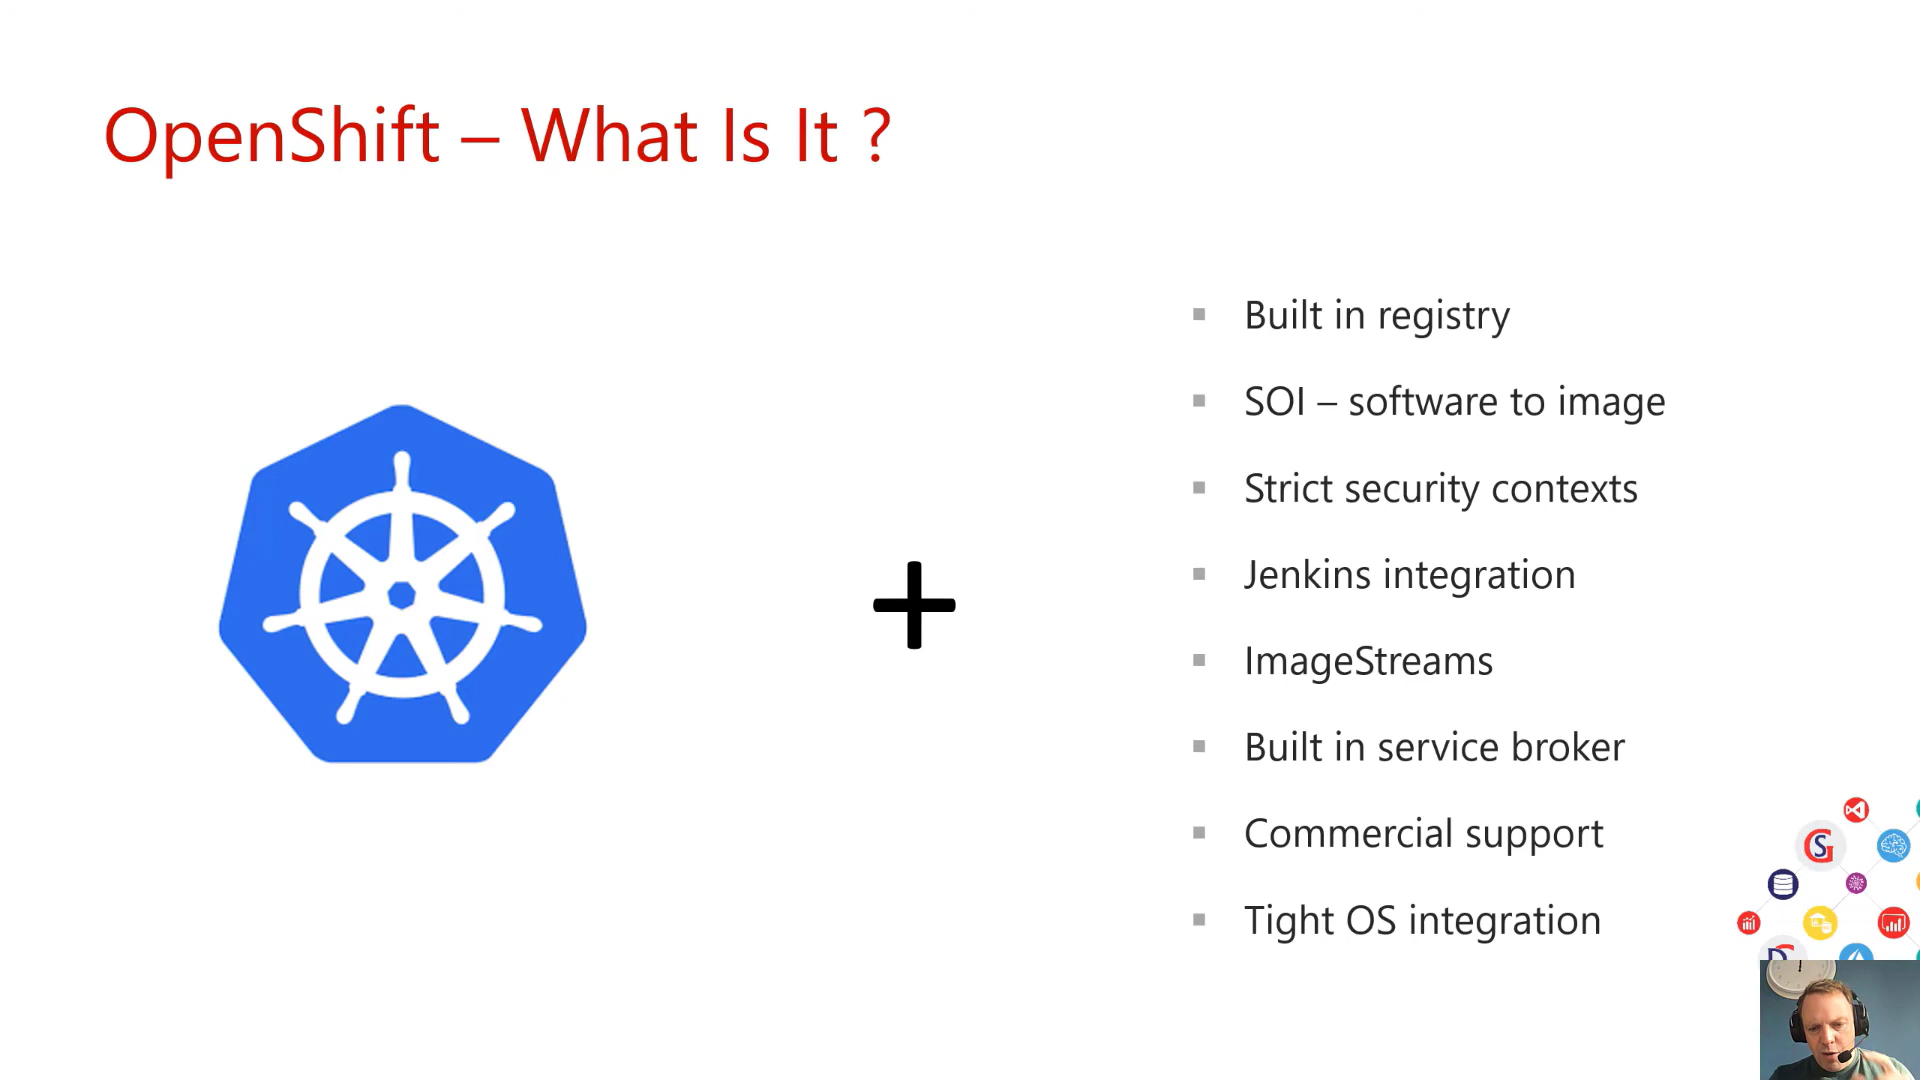 OpenShift – What Is It ?
Built in registry
SOI – software to image
Strict security contexts
Jenkins integration
ImageStreams
Built in service broker
Commercial support
Tight OS integration